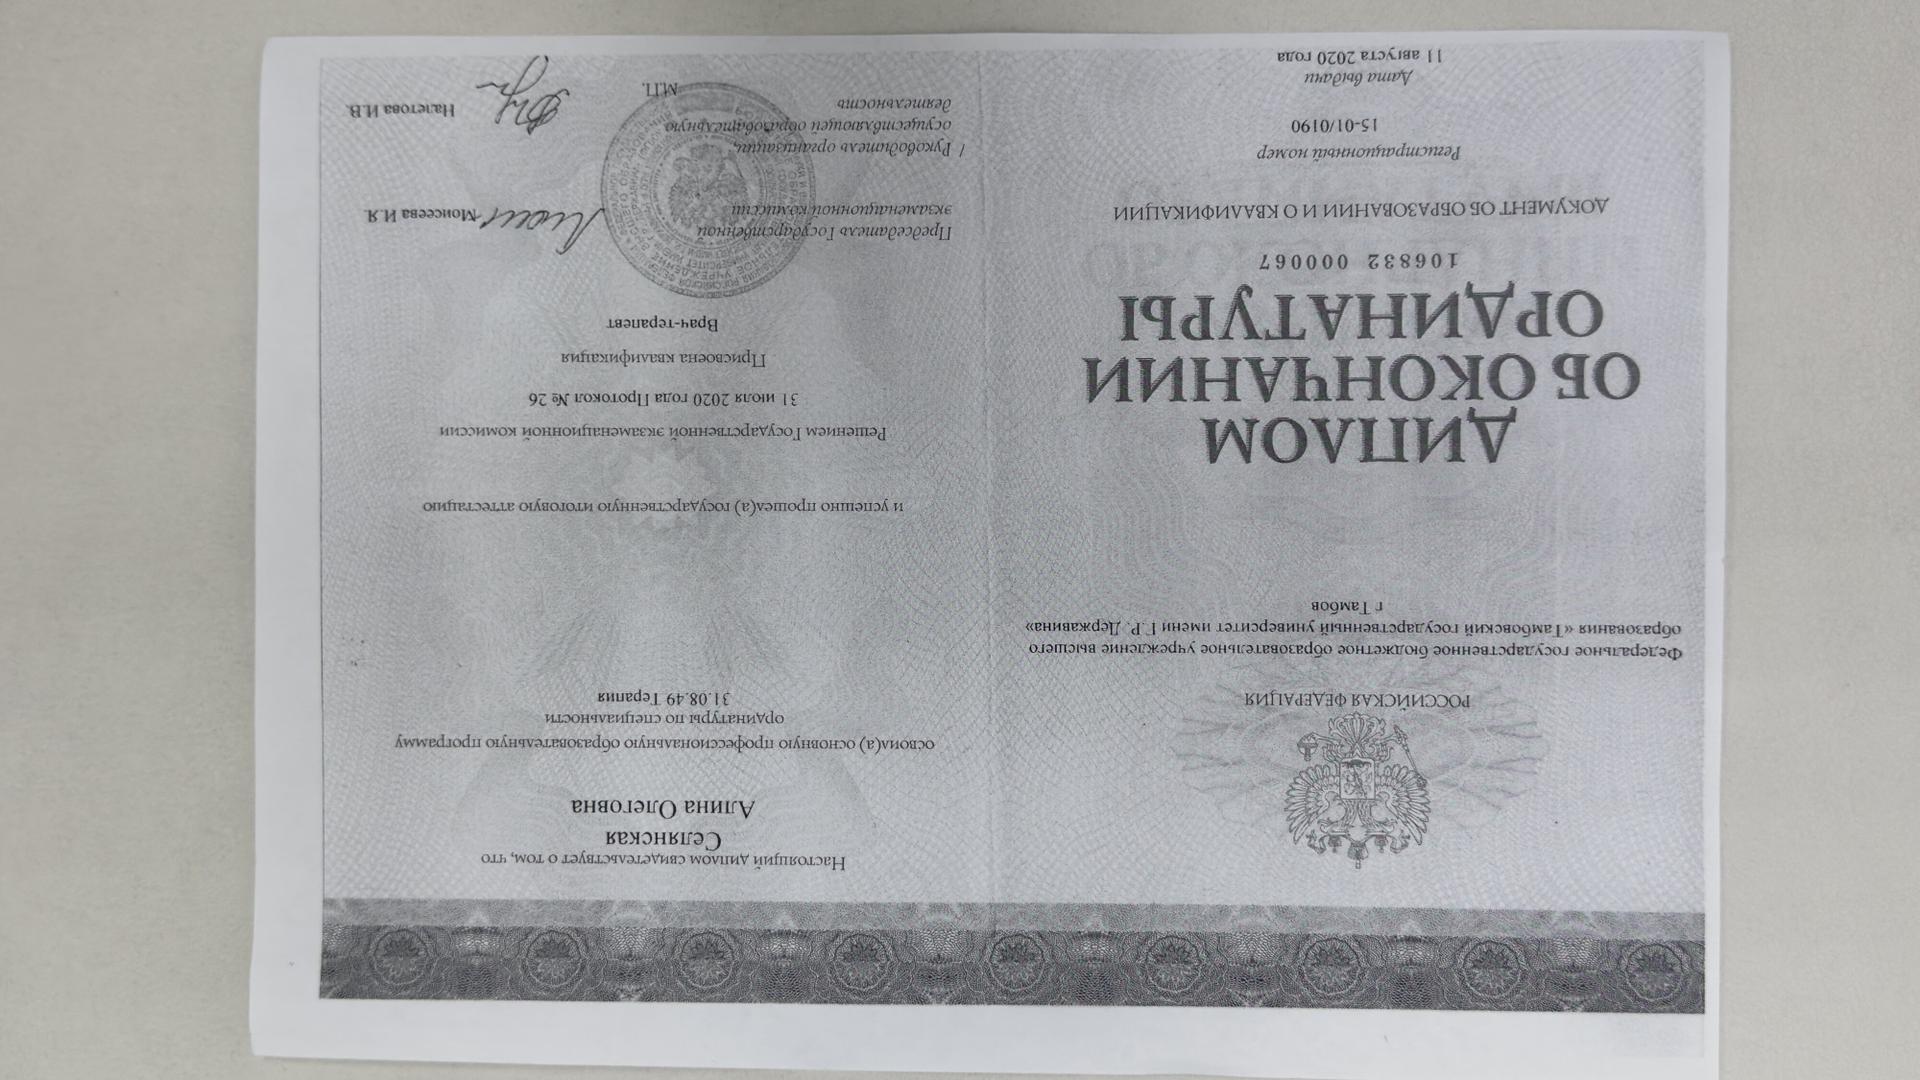 РОССИЙСКАЯ ФЕДЕРАЦИЯ
Федеральное государственное бюджетное образовательное учреждение высшего
образования «Тамбовский государственный университет имени Г.Р. Державина»
г Тамбов
ДИПЛОМ
ОБ ОКОНЧАНИИ
ОРДИНАТУРЫ
106832 000067
ДОКУМЕНТ ОБ ОБРАЗОВАНИИ И О КВАЛИФИКАЦИИ
Регистрационный номер
15-01/0190
Дата выдачи
11 августа 2020 года
Настоящий диплом свидетельствует о том, что
Селянская
Алина Олеговна
освоил(а) основную профессиональную образовательную программу
ординатуры по специальности
31.08.49 Терапия
и успешно прошел(а) государственную итоговую аттестацию
Решением Государственной экзаменационной комиссии
31 июля 2020 года Протокол № 26
Присвоена квалификация
Врач-терапевт
Председатель Государственной
экзаменационной комиссии
Моисеева И.Я.
/ Руководитель организации,
осуществляющей образовательную
деятельность
Налетова И.В.
М.П.